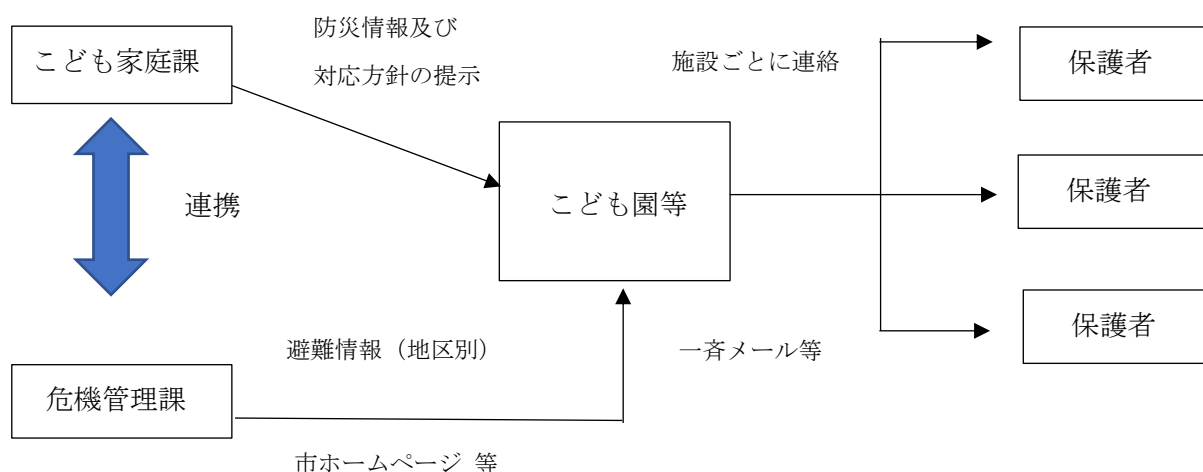 こども家庭課
防災情報及び
対応方針の提示
施設ごとに連絡
保護者
連携
こども園等
保護者
避難情報（地区別）
一斉メール等
保護者
危機管理課
市ホームページ 等